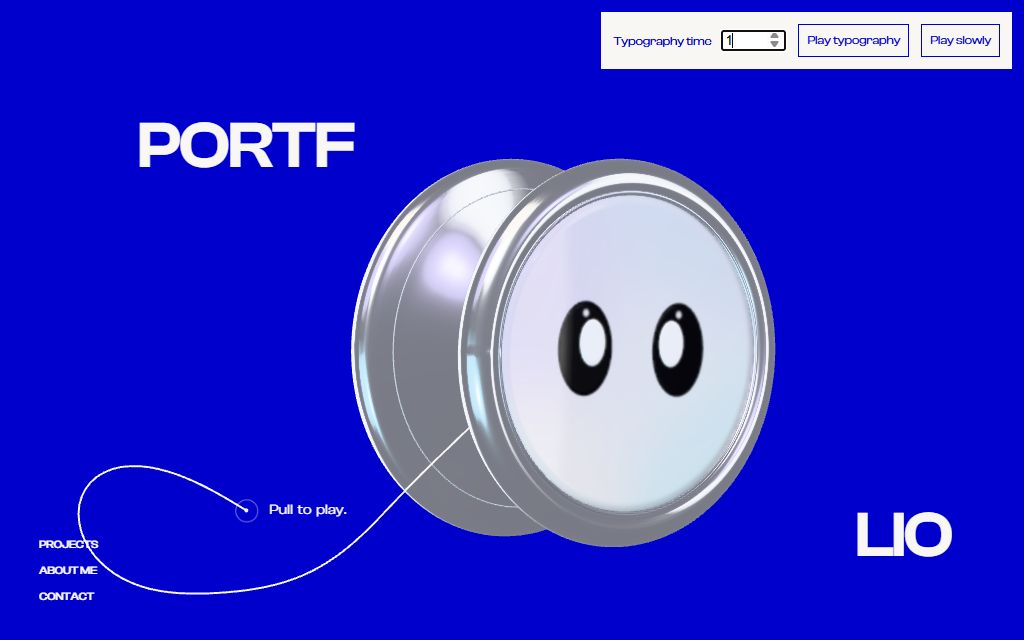 Typography time 1 Play typography Play slowly
PORTF
Pull to play.
LIO
PROJECTS
ABOUT ME
CONTACT